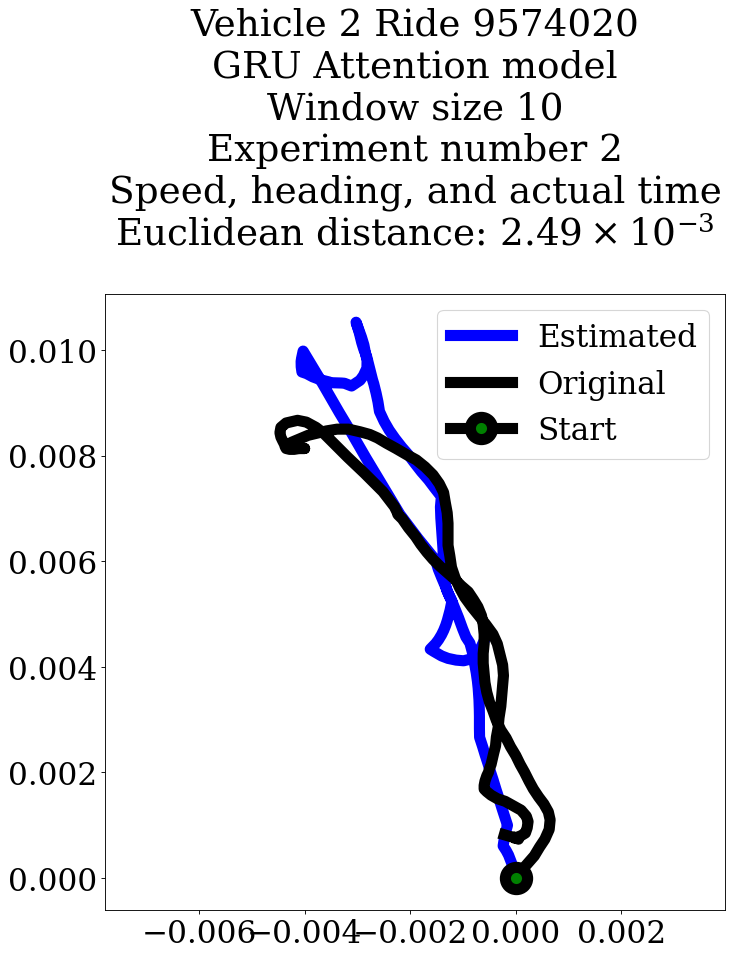 Vehicle 2 Ride 9574020
GRU Attention model
Window size 10
Experiment number 2
Speed, heading, and actual time
Euclidean distance: 2.49 × 10⁻³
Estimated
Original
Start
0.010
0.008
0.006
0.004
0.002
0.000
−0.006 −0.004 −0.002 0.000 0.002